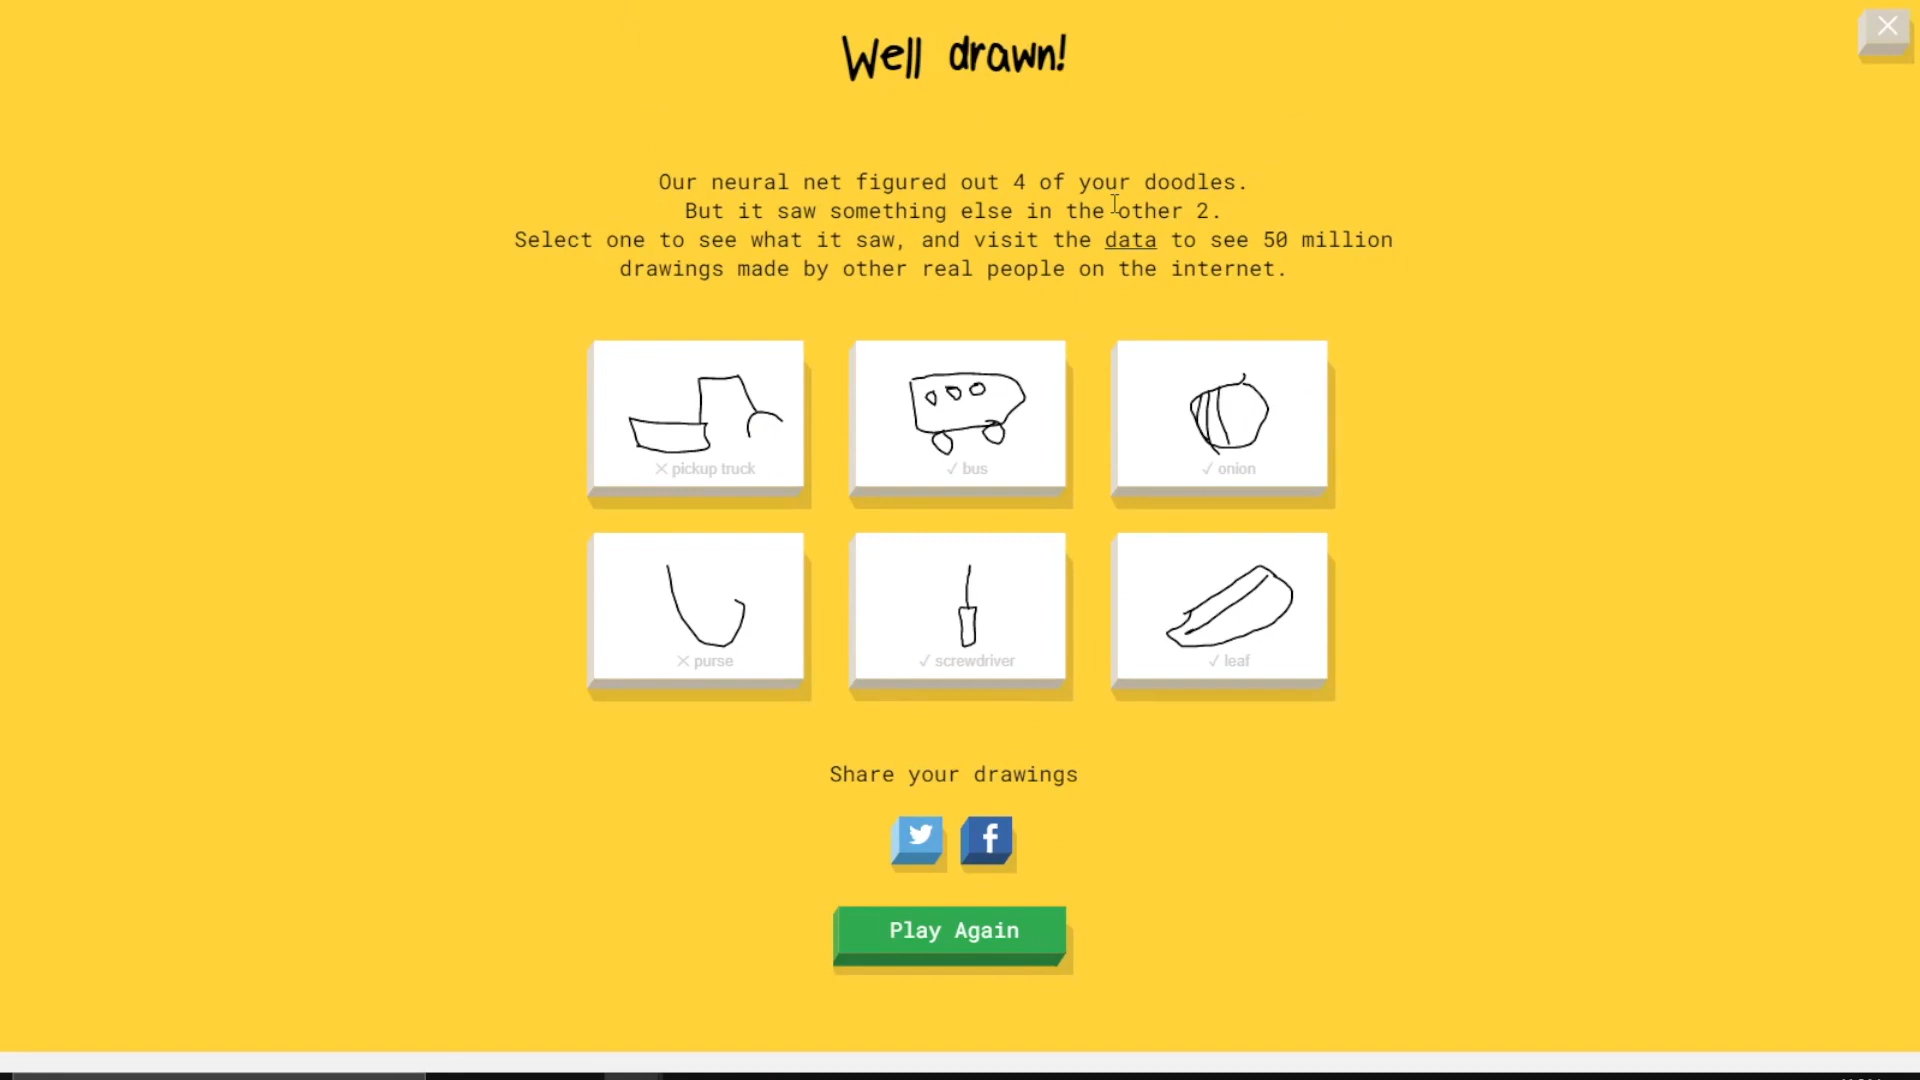 Well drawn!
Our neural net figured out 4 of your doodles.
But it saw something else in the other 2.
Select one to see what it saw, and visit the data to see 50 million
drawings made by other real people on the internet.
pickup truck
bus
onion
purse
screwdriver
leaf
Share your drawings
Play Again